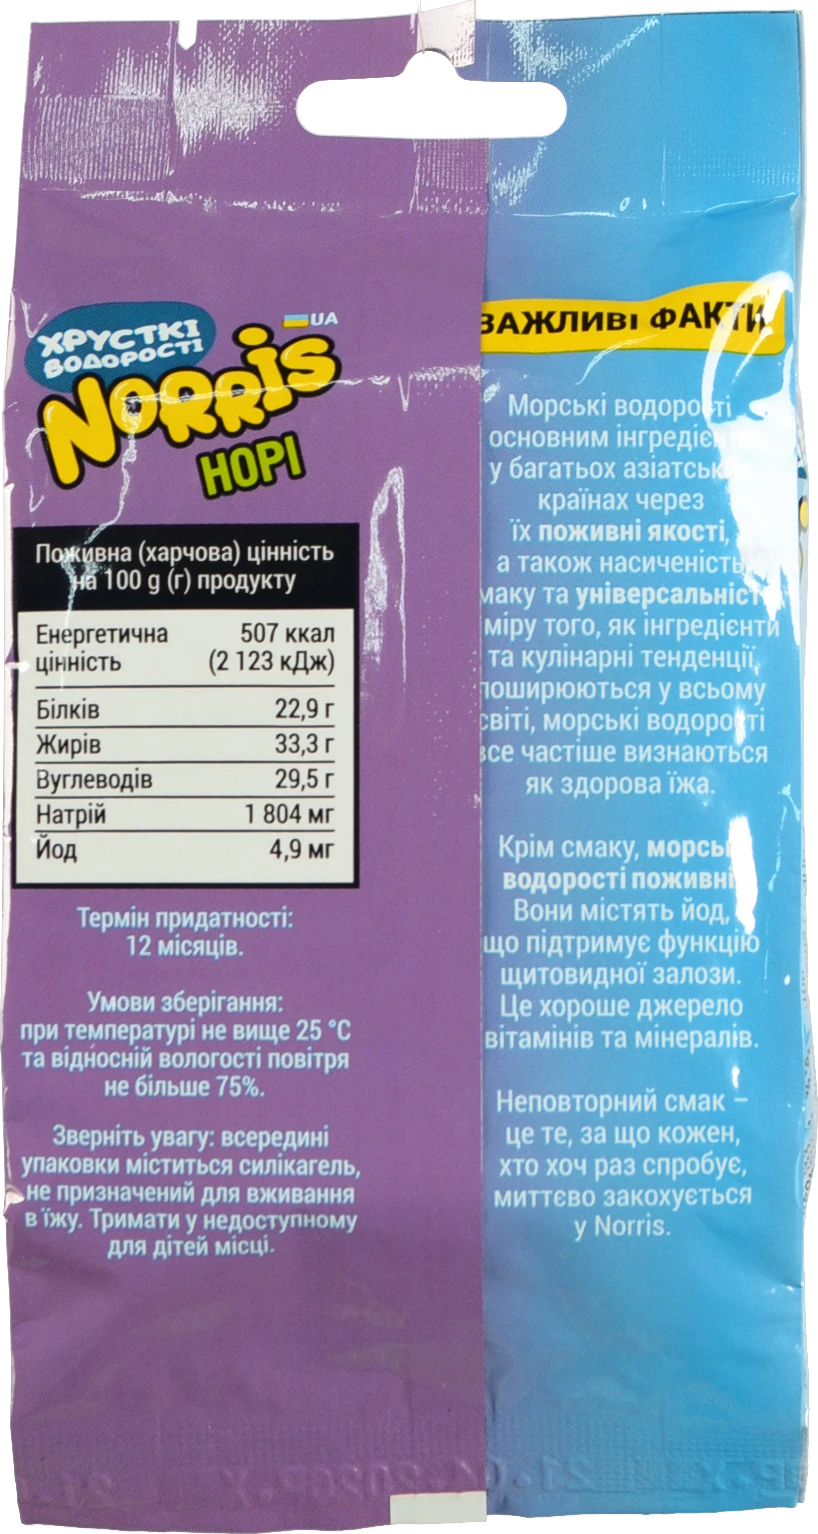 ХРУСТКІ
ВОДОРОСТІ
UA
NORRIS
НОРІ
Поживна (харчова) цінність
на 100 g (г) продукту
Енергетична 507 ккал
цінність (2 123 кДж)
Білків 22,9 г
Жирів 33,3 г
Вуглеводів 29,5 г
Натрій 1 804 мг
Йод 4,9 мг
Термін придатності:
12 місяців.
Умови зберігання:
при температурі не вище 25 °C
та відносній вологості повітря
не більше 75%.
Зверніть увагу: всередині
упаковки міститься силікагель,
не призначений для вживання
в їжу. Тримати у недоступному
для дітей місці.
ВАЖЛИВІ ФАКТИ
Морські водорості
основним
у багатьох
країнах через
їх поживні якості,
а також насиченість
маку та
міру того, як інгредієнти
та кулінарні тенденції
поширюються у всьому
світі, морські водорості
все частіше визнаються
як здорова їжа.
Крім смаку,
водорості поживні
Вони містять йод,
що підтримує функцію
щитовидної залози.
Це хороше джерело
вітамінів та мінералів.
Неповторний смак –
це те, за що кожен,
хто хоч раз спробує,
миттєво закохується
у Norris.